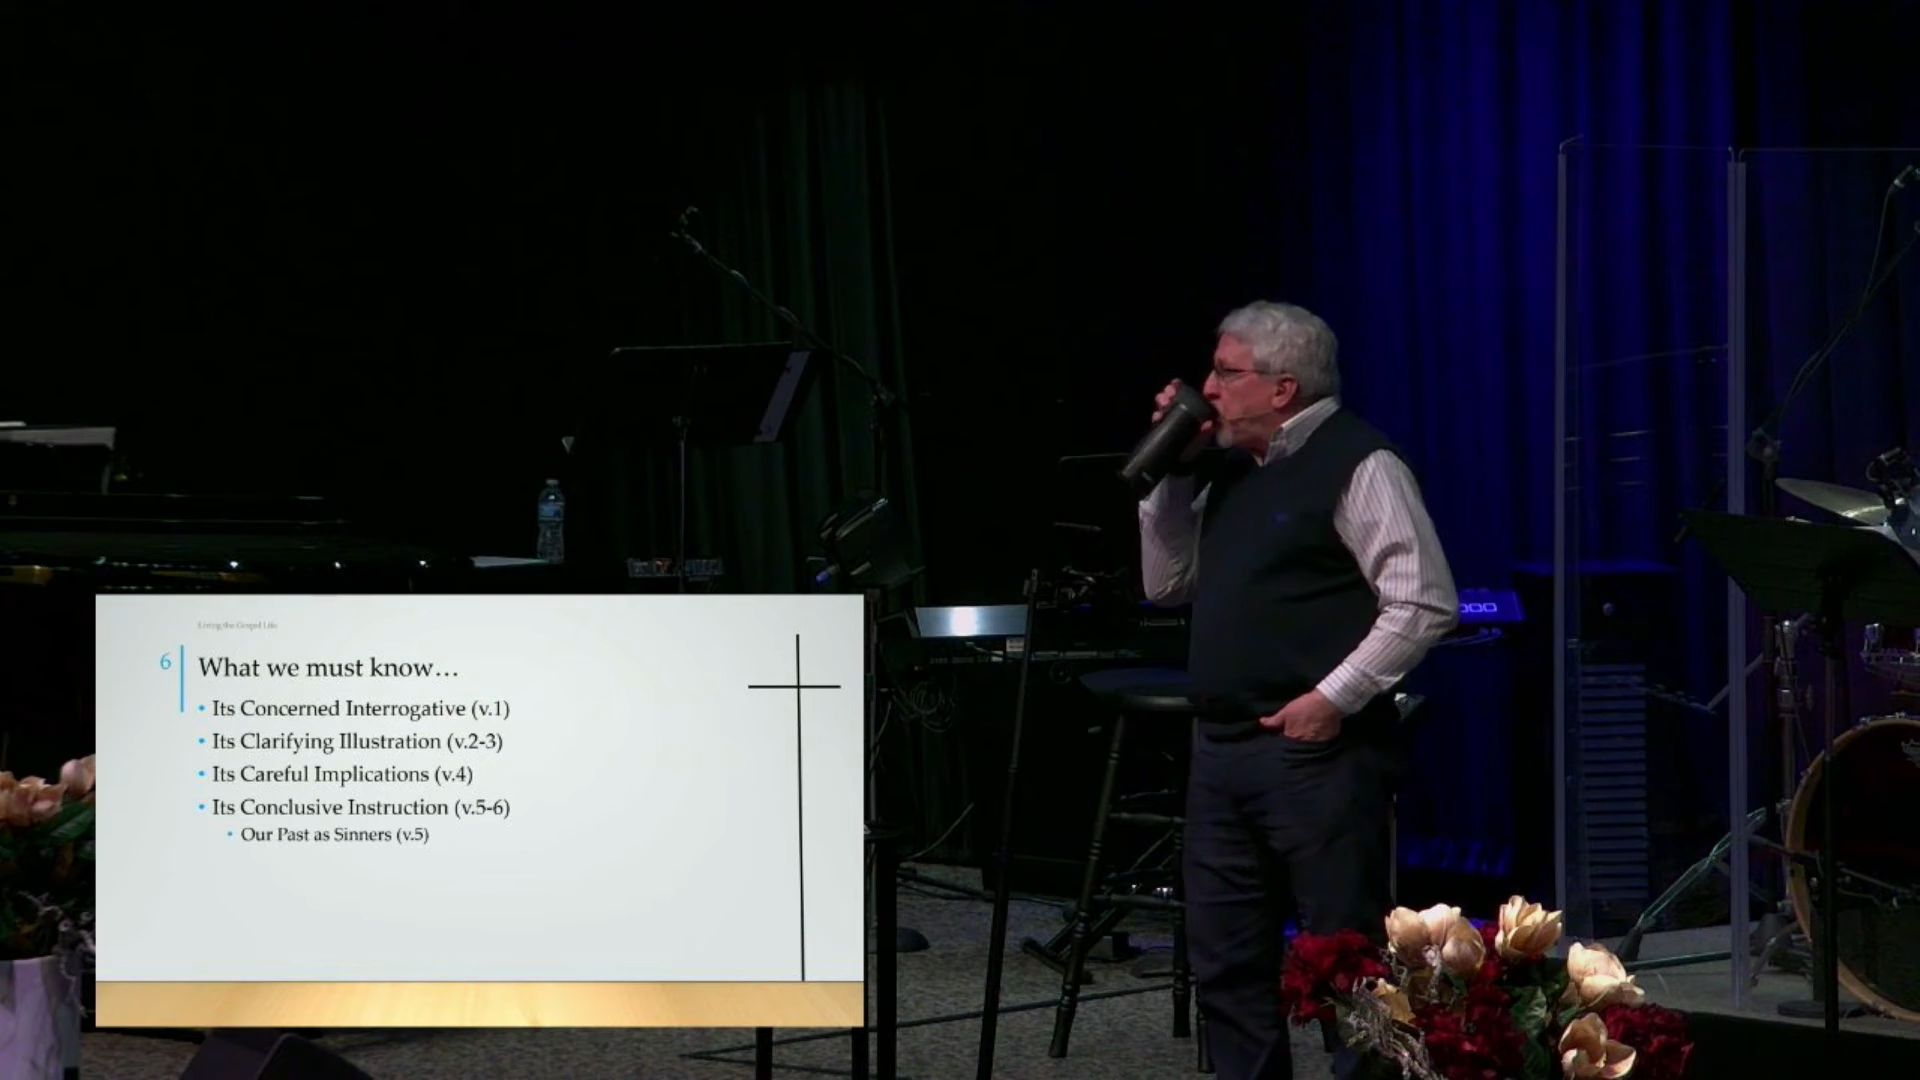 Living the Gospel Life
6
What we must know…
• Its Concerned Interrogative (v.1)
• Its Clarifying Illustration (v.2-3)
• Its Careful Implications (v.4)
• Its Conclusive Instruction (v.5-6)
• Our Past as Sinners (v.5)